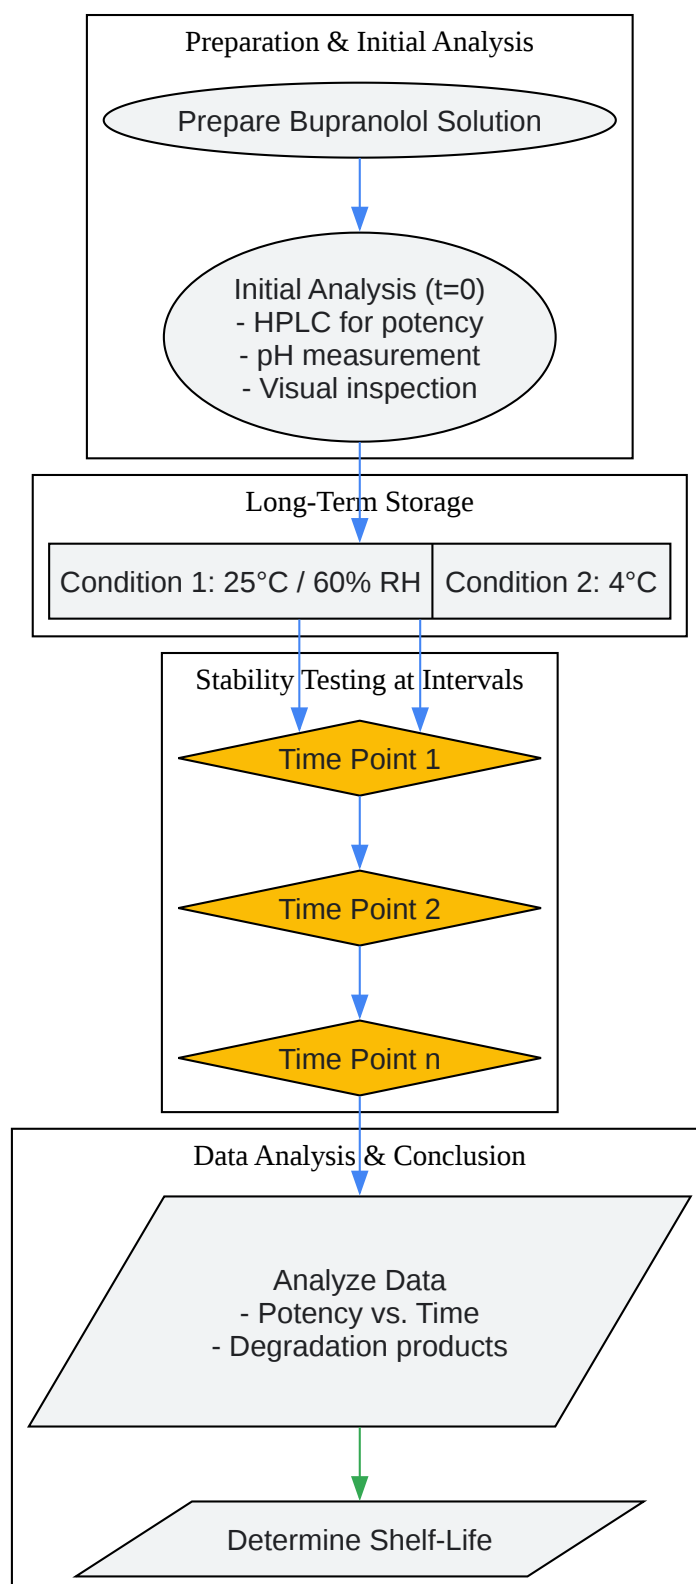 Preparation & Initial Analysis
Prepare Bupranolol Solution
Initial Analysis (t=0)
- HPLC for potency
- pH measurement
- Visual inspection
Long-Term Storage
Condition 1: 25°C / 60% RH
Condition 2: 4°C
Stability Testing at Intervals
Time Point 1
Time Point 2
Time Point n
Data Analysis & Conclusion
Analyze Data
- Potency vs. Time
- Degradation products
Determine Shelf-Life